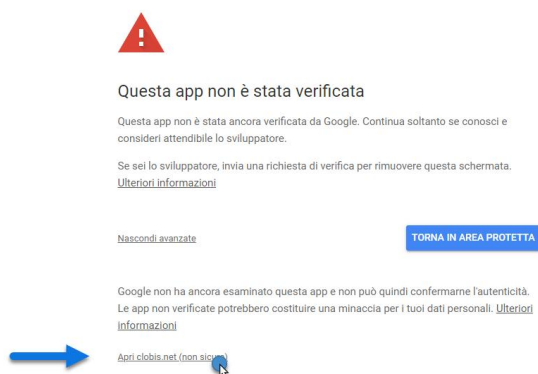 Questa app non è stata verificata
Questa app non è stata ancora verificata da Google. Continua soltanto se conosci e
consideri attendibile lo sviluppatore.
Se sei lo sviluppatore, invia una richiesta di verifica per rimuovere questa schermata.
Ulteriori informazioni
Nascondi avanzate
TORNA IN AREA PROTETTA
Google non ha ancora esaminato questa app e non può quindi confermarne l'autenticità.
Le app non verificate potrebbero costituire una minaccia per i tuoi dati personali. Ulteriori
informazioni
Apri clobis.net (non sicura)